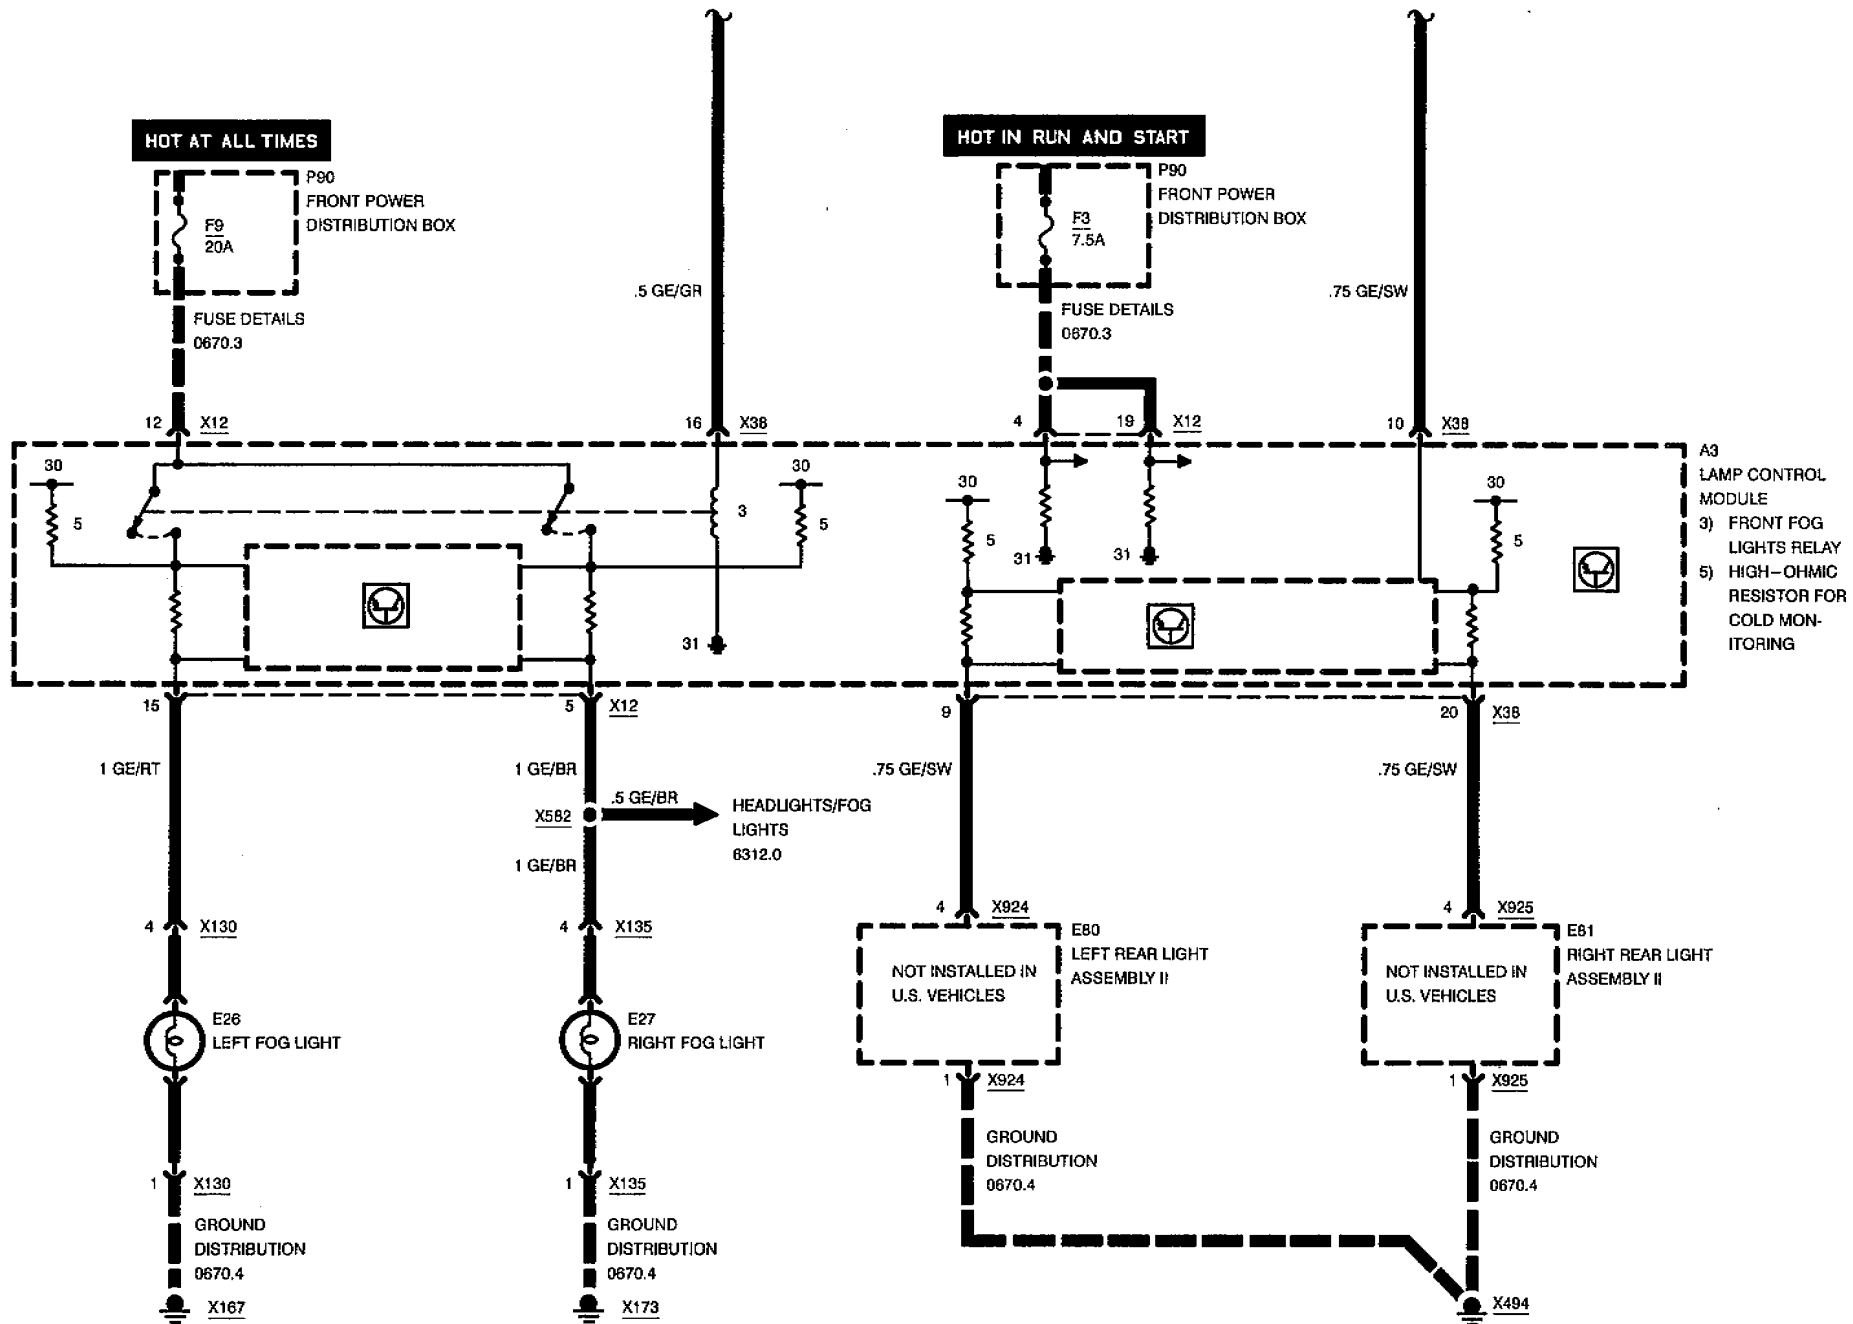 HOT AT ALL TIMES
P90
FRONT POWER
DISTRIBUTION BOX
F9
20A
FUSE DETAILS
0670.3
.5 GE/GR
HOT IN RUN AND START
P90
FRONT POWER
DISTRIBUTION BOX
F3
7.5A
FUSE DETAILS
0670.3
.75 GE/SW
12 X12
16 X38
4
19 X12
10 X38
30
5
3
30
5
31
30
5
31
31
30
5
A3
LAMP CONTROL
MODULE
3) FRONT FOG
LIGHTS RELAY
5) HIGH-OHMIC
RESISTOR FOR
COLD MON-
ITORING
15
5 X12
9
20 X38
1 GE/RT
1 GE/BR
.75 GE/SW
.75 GE/SW
X582
.5 GE/BR
HEADLIGHTS/FOG
LIGHTS
6312.0
1 GE/BR
4 X130
4 X135
4 X924
4 X925
E80
LEFT REAR LIGHT
ASSEMBLY II
NOT INSTALLED IN
U.S. VEHICLES
E81
RIGHT REAR LIGHT
ASSEMBLY II
NOT INSTALLED IN
U.S. VEHICLES
E26
LEFT FOG LIGHT
E27
RIGHT FOG LIGHT
1 X924
1 X925
GROUND
DISTRIBUTION
0670.4
GROUND
DISTRIBUTION
0670.4
1 X130
1 X135
GROUND
DISTRIBUTION
0670.4
GROUND
DISTRIBUTION
0670.4
X167
X173
X494